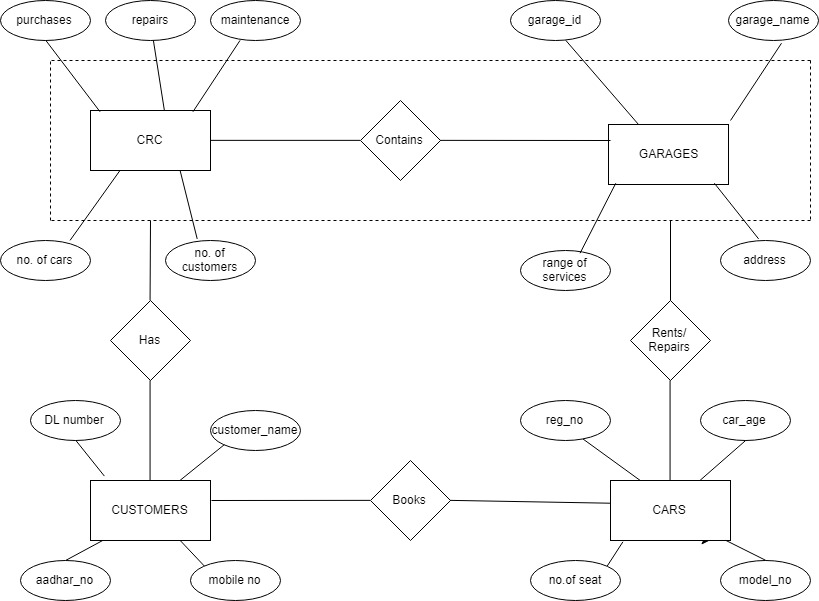 purchases
repairs
maintenance
garage_id
garage_name
CRC
Contains
GARAGES
no. of cars
no. of
customers
range of
services
address
Has
Rents/
Repairs
DL number
customer_name
reg_no
car_age
CUSTOMERS
Books
CARS
aadhar_no
mobile no
no.of seat
model_no